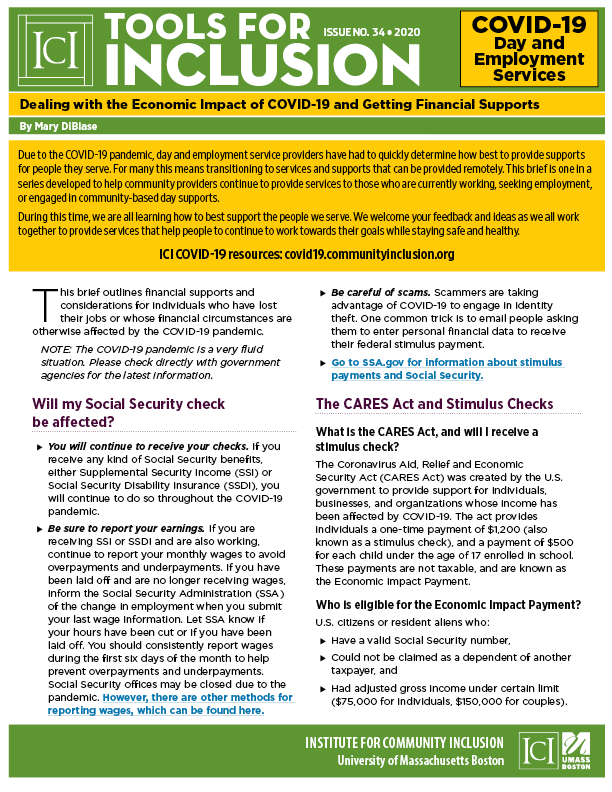 ICI
TOOLS FOR
INCLUSION
ISSUE NO. 34 • 2020
COVID-19
Day and
Employment
Services
Dealing with the Economic Impact of COVID-19 and Getting Financial Supports
By Mary DiBiase
Due to the COVID-19 pandemic, day and employment service providers have had to quickly determine how best to provide supports
for people they serve. For many this means transitioning to services and supports that can be provided remotely. This brief is one in a
series developed to help community providers continue to provide services to those who are currently working, seeking employment,
or engaged in community-based day supports.
During this time, we are all learning how to best support the people we serve. We welcome your feedback and ideas as we all work
together to provide services that help people to continue to work towards their goals while staying safe and healthy.
ICI COVID-19 resources: covid19.communityinclusion.org
This brief outlines financial supports and
considerations for individuals who have lost
their jobs or whose financial circumstances are
otherwise affected by the COVID-19 pandemic.
NOTE: The COVID-19 pandemic is a very fluid
situation. Please check directly with government
agencies for the latest information.
Will my Social Security check
be affected?
► You will continue to receive your checks. If you
receive any kind of Social Security benefits,
either Supplemental Security Income (SSI) or
Social Security Disability Insurance (SSDI), you
will continue to do so throughout the COVID-19
pandemic.
► Be sure to report your earnings. If you are
receiving SSI or SSDI and are also working,
continue to report your monthly wages to avoid
overpayments and underpayments. If you have
been laid off and are no longer receiving wages,
inform the Social Security Administration (SSA)
of the change in employment when you submit
your last wage information. Let SSA know if
your hours have been cut or if you have been
laid off. You should consistently report wages
during the first six days of the month to help
prevent overpayments and underpayments.
Social Security offices may be closed due to the
pandemic. However, there are other methods for
reporting wages, which can be found here.
► Be careful of scams. Scammers are taking
advantage of COVID-19 to engage in identity
theft. One common trick is to email people asking
them to enter personal financial data to receive
their federal stimulus payment.
► Go to SSA.gov for information about stimulus
payments and Social Security.
The CARES Act and Stimulus Checks
What is the CARES Act, and will I receive a
stimulus check?
The Coronavirus Aid, Relief and Economic
Security Act (CARES Act) was created by the U.S.
government to provide support for individuals,
businesses, and organizations whose income has
been affected by COVID-19. The act provides
individuals a one-time payment of $1,200 (also
known as a stimulus check), and a payment of $500
for each child under the age of 17 enrolled in school.
These payments are not taxable, and are known as
the Economic Impact Payment.
Who is eligible for the Economic Impact Payment?
U.S. citizens or resident aliens who:
► Have a valid Social Security number,
► Could not be claimed as a dependent of another
taxpayer, and
► Had adjusted gross income under certain limit
($75,000 for individuals, $150,000 for couples).
INSTITUTE FOR COMMUNITY INCLUSION
University of Massachusetts Boston
ICI
UMASS
BOSTON